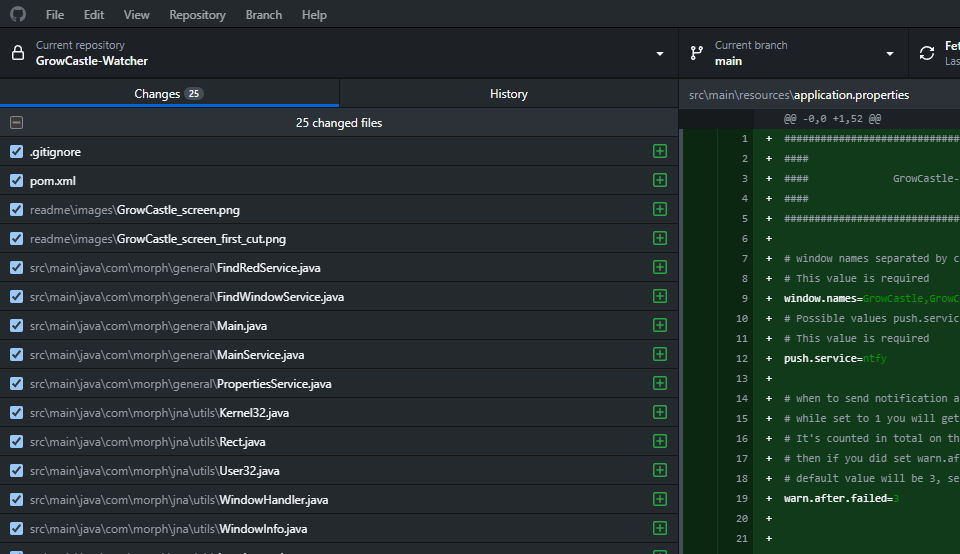 File Edit View Repository Branch Help
Current repository
GrowCastle-Watcher
Current branch
main
Changes 25
History
25 changed files
.gitignore
pom.xml
readme\images\GrowCastle_screen.png
readme\images\GrowCastle_screen_first_cut.png
src\main\java\com\morph\general\FindRedService.java
src\main\java\com\morph\general\FindWindowService.java
src\main\java\com\morph\general\Main.java
src\main\java\com\morph\general\MainService.java
src\main\java\com\morph\general\PropertiesService.java
src\main\java\com\morph\jna\utils\Kernel32.java
src\main\java\com\morph\jna\utils\Rect.java
src\main\java\com\morph\jna\utils\User32.java
src\main\java\com\morph\jna\utils\WindowHandler.java
src\main\java\com\morph\jna\utils\WindowInfo.java
src\main\resources\application.properties
@@ -0,0 +1,52 @@
1 + #############################
2 + ####
3 + #### GrowCastle-
4 + ####
5 + #############################
6 +
7 + # window names separated by c
8 + # This value is required
9 + window.names=GrowCastle,GrowC
10 + # Possible values push.servic
11 + # This value is required
12 + push.service=ntfy
13 +
14 + # when to send notification a
15 + # while set to 1 you will get
16 + # It's counted in total on th
17 + # then if you did set warn.af
18 + # default value will be 3, se
19 + warn.after.failed=3
20 +
21 +